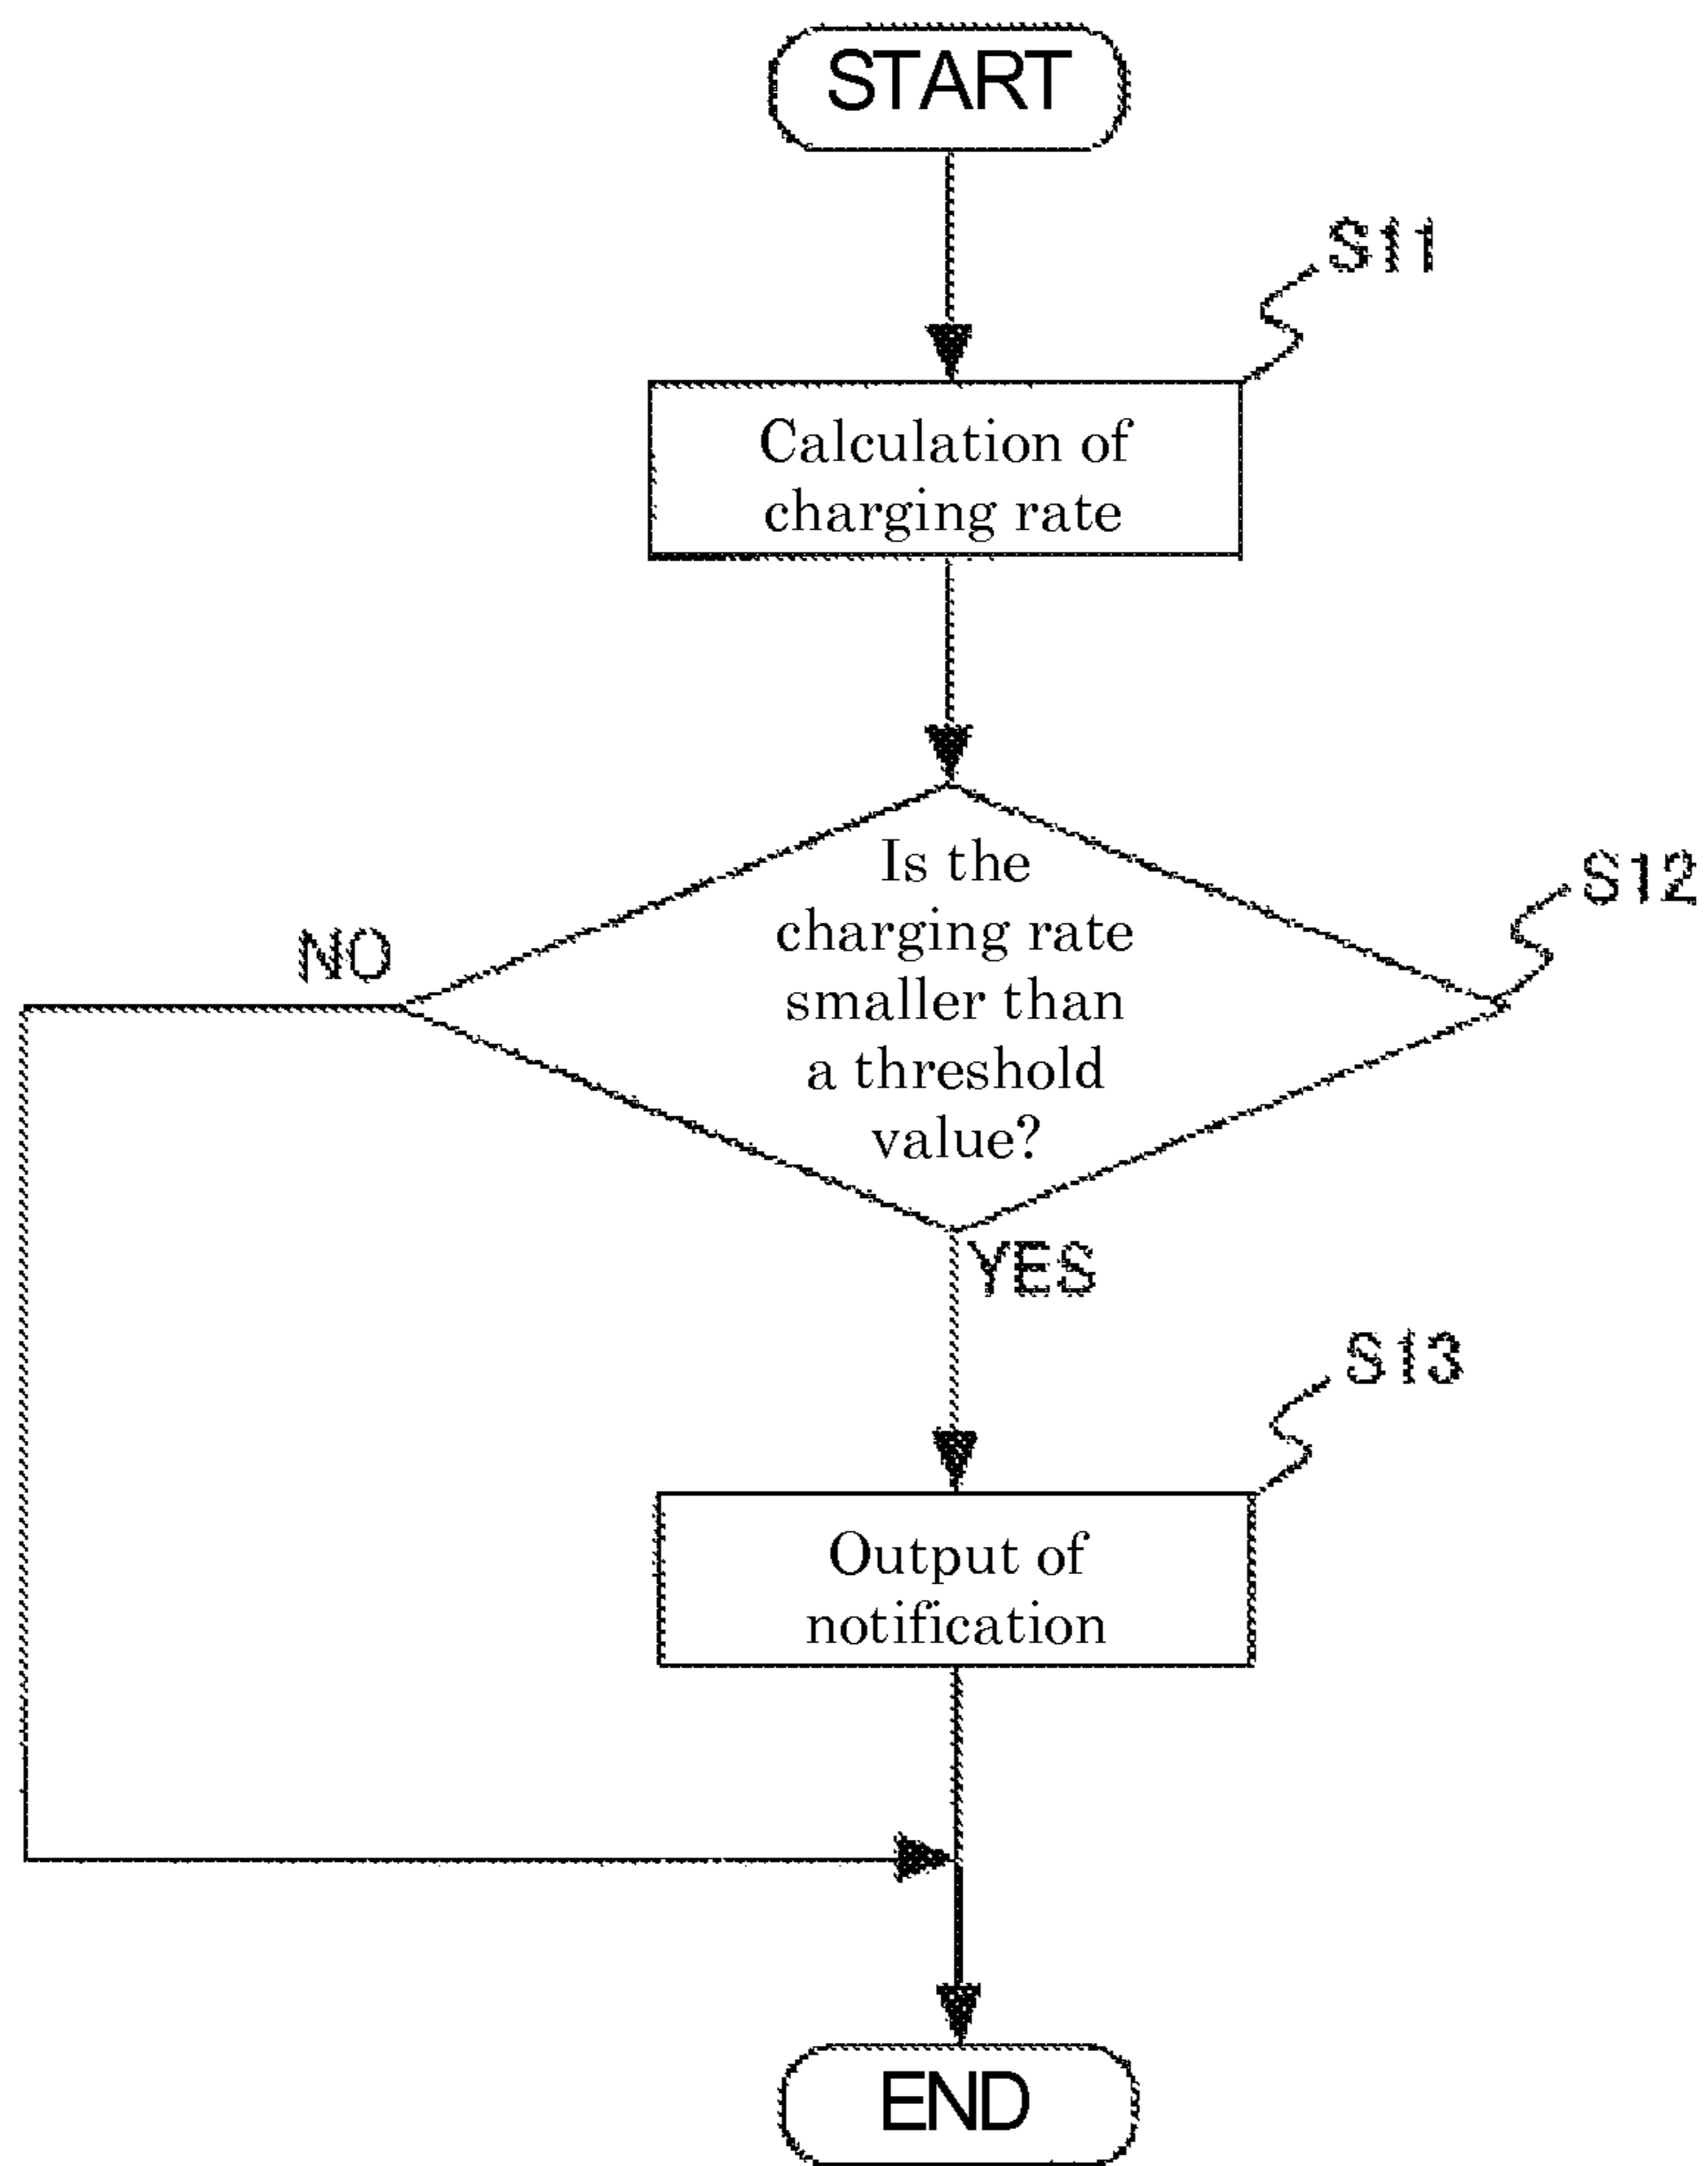 START
S11
Calculation of
charging rate
Is the
charging rate
smaller than
a threshold
value?
S12
NO
YES
S13
Output of
notification
END